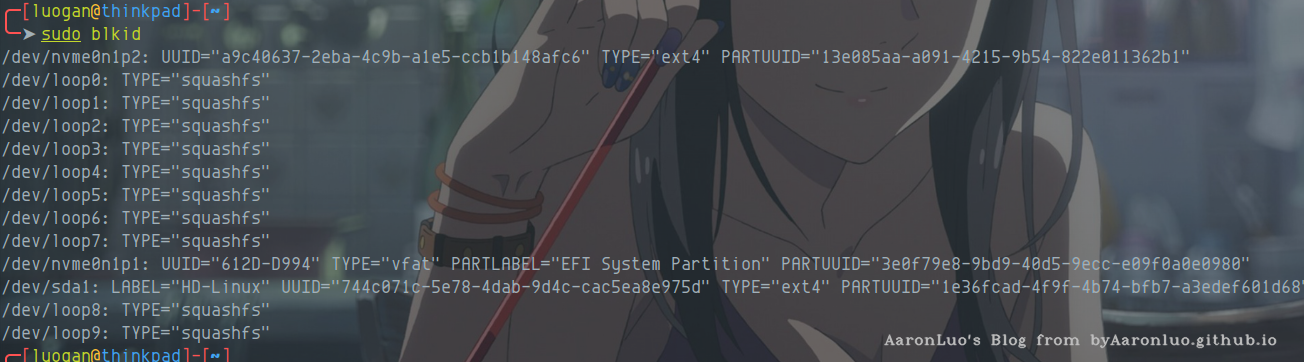 [luogan@thinkpad]-[~]
➤ sudo blkid
/dev/nvme0n1p2: UUID="a9c40637-2eba-4c9b-a1e5-ccb1b148afc6" TYPE="ext4" PARTUUID="13e085aa-a091-4215-9b54-822e011362b1"
/dev/loop0: TYPE="squashfs"
/dev/loop1: TYPE="squashfs"
/dev/loop2: TYPE="squashfs"
/dev/loop3: TYPE="squashfs"
/dev/loop4: TYPE="squashfs"
/dev/loop5: TYPE="squashfs"
/dev/loop6: TYPE="squashfs"
/dev/loop7: TYPE="squashfs"
/dev/nvme0n1p1: UUID="612D-D994" TYPE="vfat" PARTLABEL="EFI System Partition" PARTUUID="3e0f79e8-9bd9-40d5-9ecc-e09f0a0e0980"
/dev/sda1: LABEL="HD-Linux" UUID="744c071c-5e78-4dab-9d4c-cac5ea8e975d" TYPE="ext4" PARTUUID="1e36fcad-4f9f-4b74-bfb7-a3edef601d68"
/dev/loop8: TYPE="squashfs"
/dev/loop9: TYPE="squashfs"
[luogan@thinkpad]-[~]
AaronLuo's Blog from byAaronluo.github.io